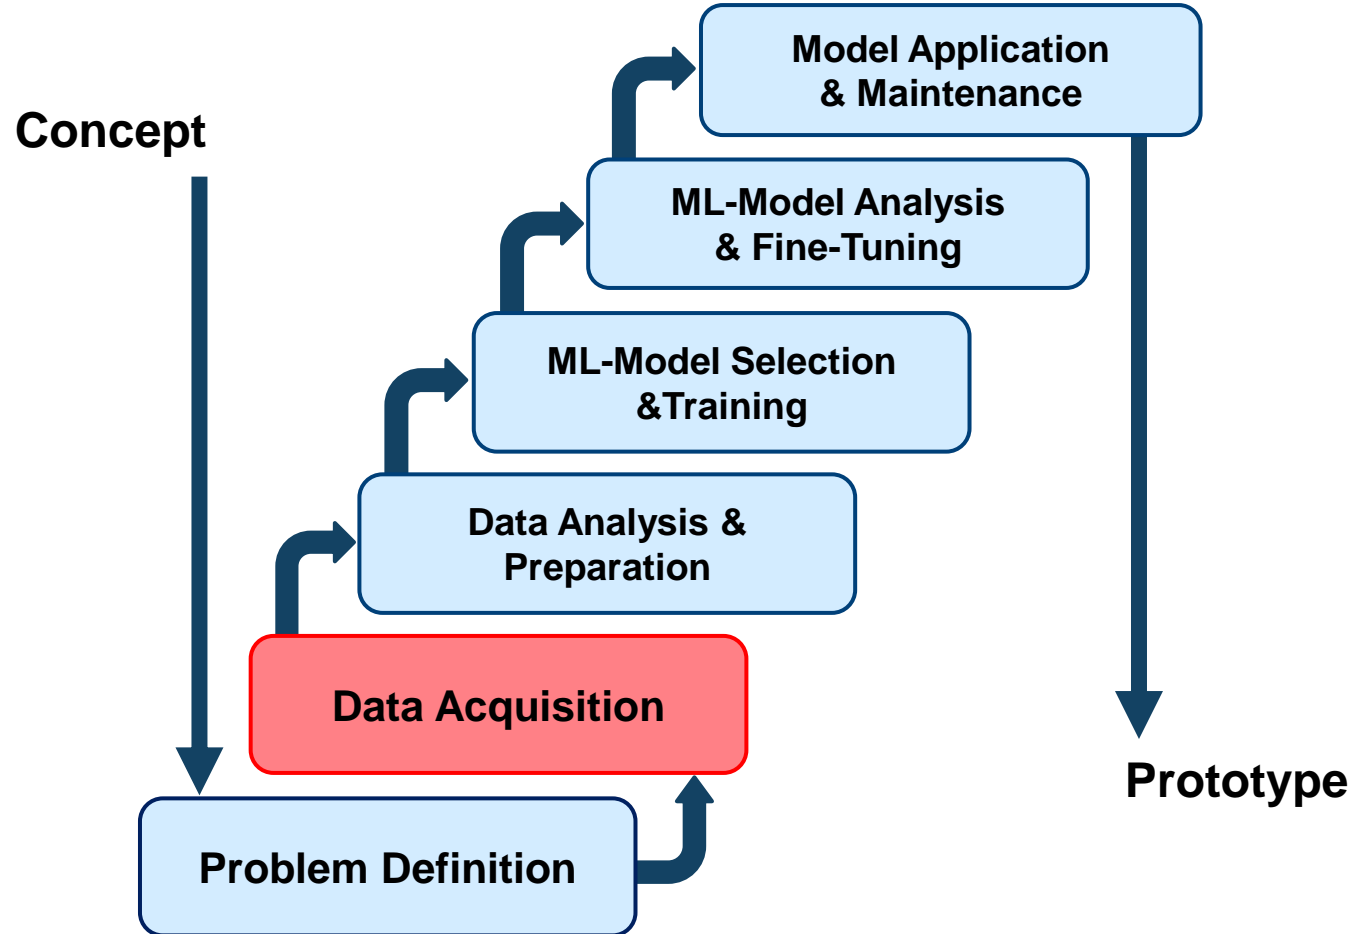 Model Application
& Maintenance
Concept
ML-Model Analysis
& Fine-Tuning
ML-Model Selection
&Training
Data Analysis &
Preparation
Data Acquisition
Prototype
Problem Definition